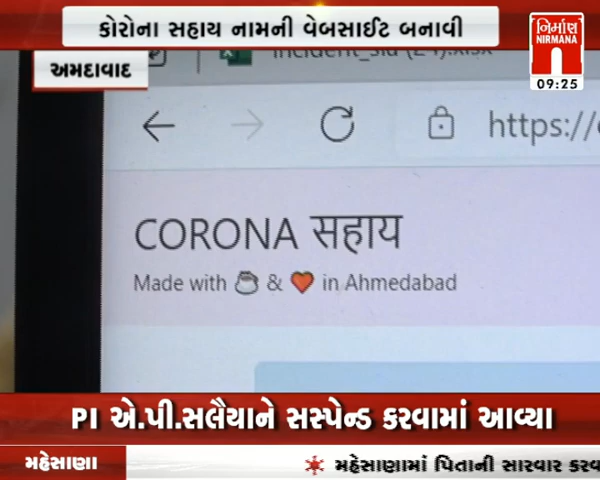 કોરોના સહાય નામની વેબસાઈટ બનાવી
નિર્માણ
NIRMANA
અમદાવાદ
09:25
https://
CORONA सहाय
Made with & in Ahmedabad
PI એ.પી.સલૈયાને સસ્પેન્ડ કરવામાં આવ્યા
મહેસાણા
મહેસાણામાં પિતાની સારવાર કરવ